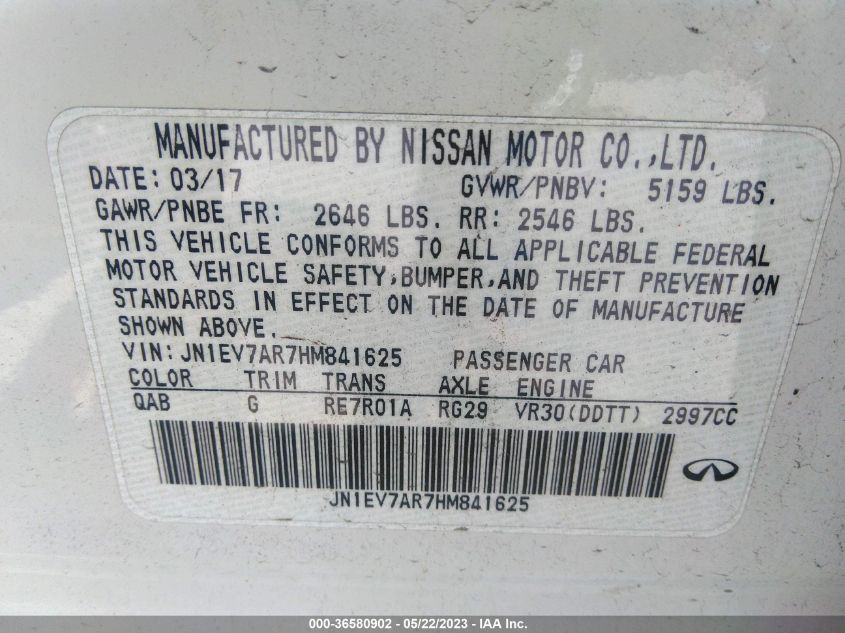 MANUFACTURED BY NISSAN MOTOR CO.,LTD.
DATE: 03/17 GVWR/PNBV: 5159 LBS.
GAWR/PNBE FR: 2646 LBS. RR: 2546 LBS.
THIS VEHICLE CONFORMS TO ALL APPLICABLE FEDERAL
MOTOR VEHICLE SAFETY,BUMPER,AND THEFT PREVENTION
STANDARDS IN EFFECT ON THE DATE OF MANUFACTURE
SHOWN ABOVE.
VIN:JN1EV7AR7HM841625 PASSENGER CAR
COLOR TRIM TRANS AXLE ENGINE
QAB G RE7R01A RG29 VR30(DDTT) 2997CC
JN1EV7AR7HM841625
000-36580902 - 05/22/2023 - IAA Inc.